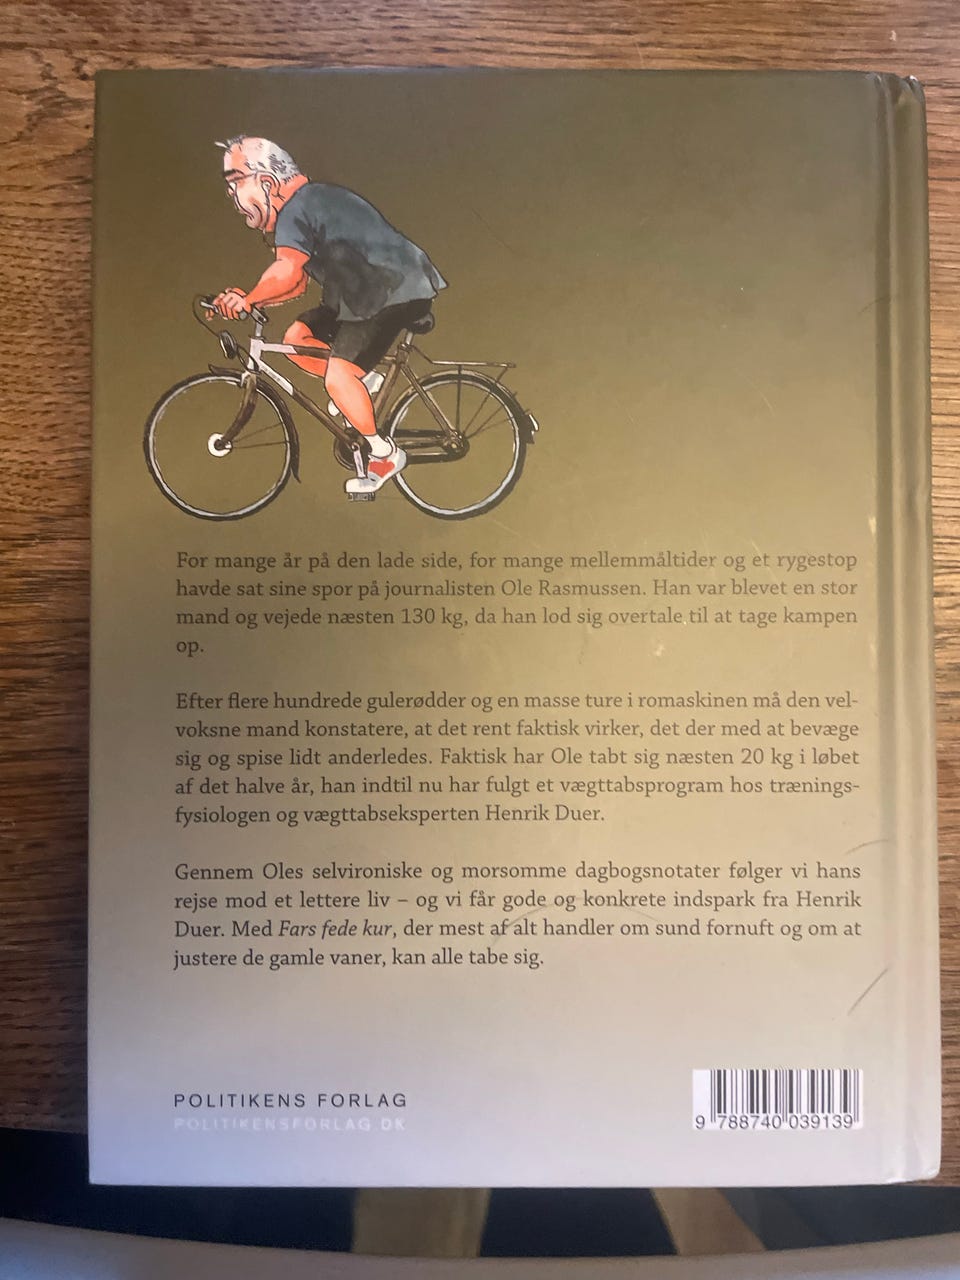 For mange år på den lade side, for mange mellemmåltider og et rygestop
havde sat sine spor på journalisten Ole Rasmussen. Han var blevet en stor
mand og vejede næsten 130 kg, da han lod sig overtale til at tage kampen
op.
Efter flere hundrede gulerødder og en masse ture i romaskinen må den vel-
voksne mand konstatere, at det rent faktisk virker, det der med at bevæge
sig og spise lidt anderledes. Faktisk har Ole tabt sig næsten 20 kg i løbet
af det halve år, han indtil nu har fulgt et vægttabsprogram hos trænings-
fysiologen og vægttabseksperten Henrik Duer.
Gennem Oles selvironiske og morsomme dagbogsnotater følger vi hans
rejse mod et lettere liv – og vi får gode og konkrete indspark fra Henrik
Duer. Med Fars fede kur, der mest af alt handler om sund fornuft og om at
justere de gamle vaner, kan alle tabe sig.
POLITIKENS FORLAG
POLITIKENSFORLAG.DK
9 788740 039139